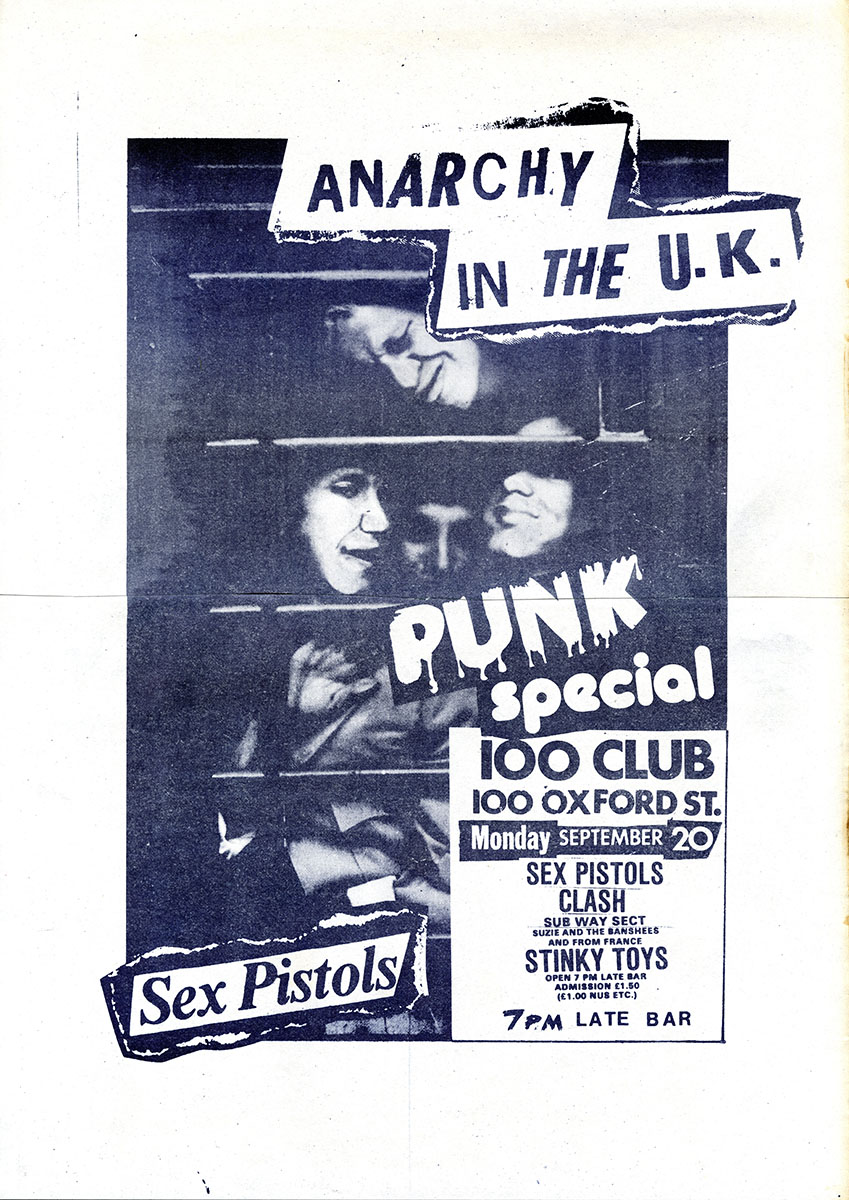 ANARCHY
IN THE U.K.
PUNK
special
100 CLUB
100 OXFORD ST.
Monday SEPTEMBER 20
SEX PISTOLS
CLASH
SUB WAY SECT
SUZIE AND THE BANSHEES
AND FROM FRANCE
STINKY TOYS
OPEN 7 PM LATE BAR
ADMISSION £1.50
(£1.00 NUS ETC.)
7PM LATE BAR
Sex Pistols